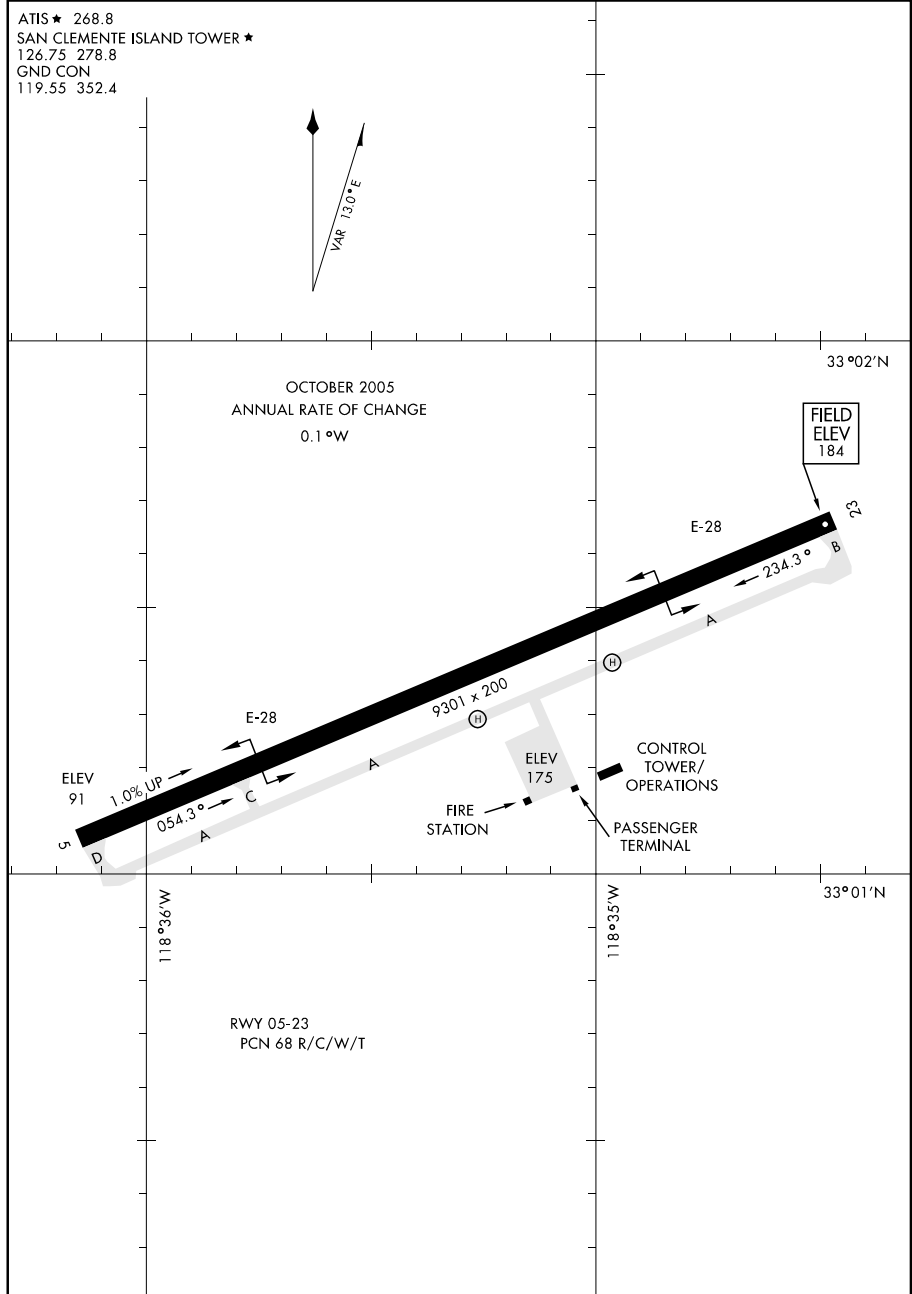 ATIS ★ 268.8
SAN CLEMENTE ISLAND TOWER ★
126.75 278.8
GND CON
119.55 352.4
VAR 13.0°E
33°02'N
OCTOBER 2005
ANNUAL RATE OF CHANGE
0.1°W
FIELD
ELEV
184
23
E-28
B
234.3°
A
H
9301 x 200
H
E-28
A
ELEV
175
CONTROL
TOWER/
OPERATIONS
ELEV
91
1.0% UP
054.3°
C
A
FIRE
STATION
PASSENGER
TERMINAL
5
D
33°01'N
118°36'W
118°35'W
RWY 05-23
PCN 68 R/C/W/T